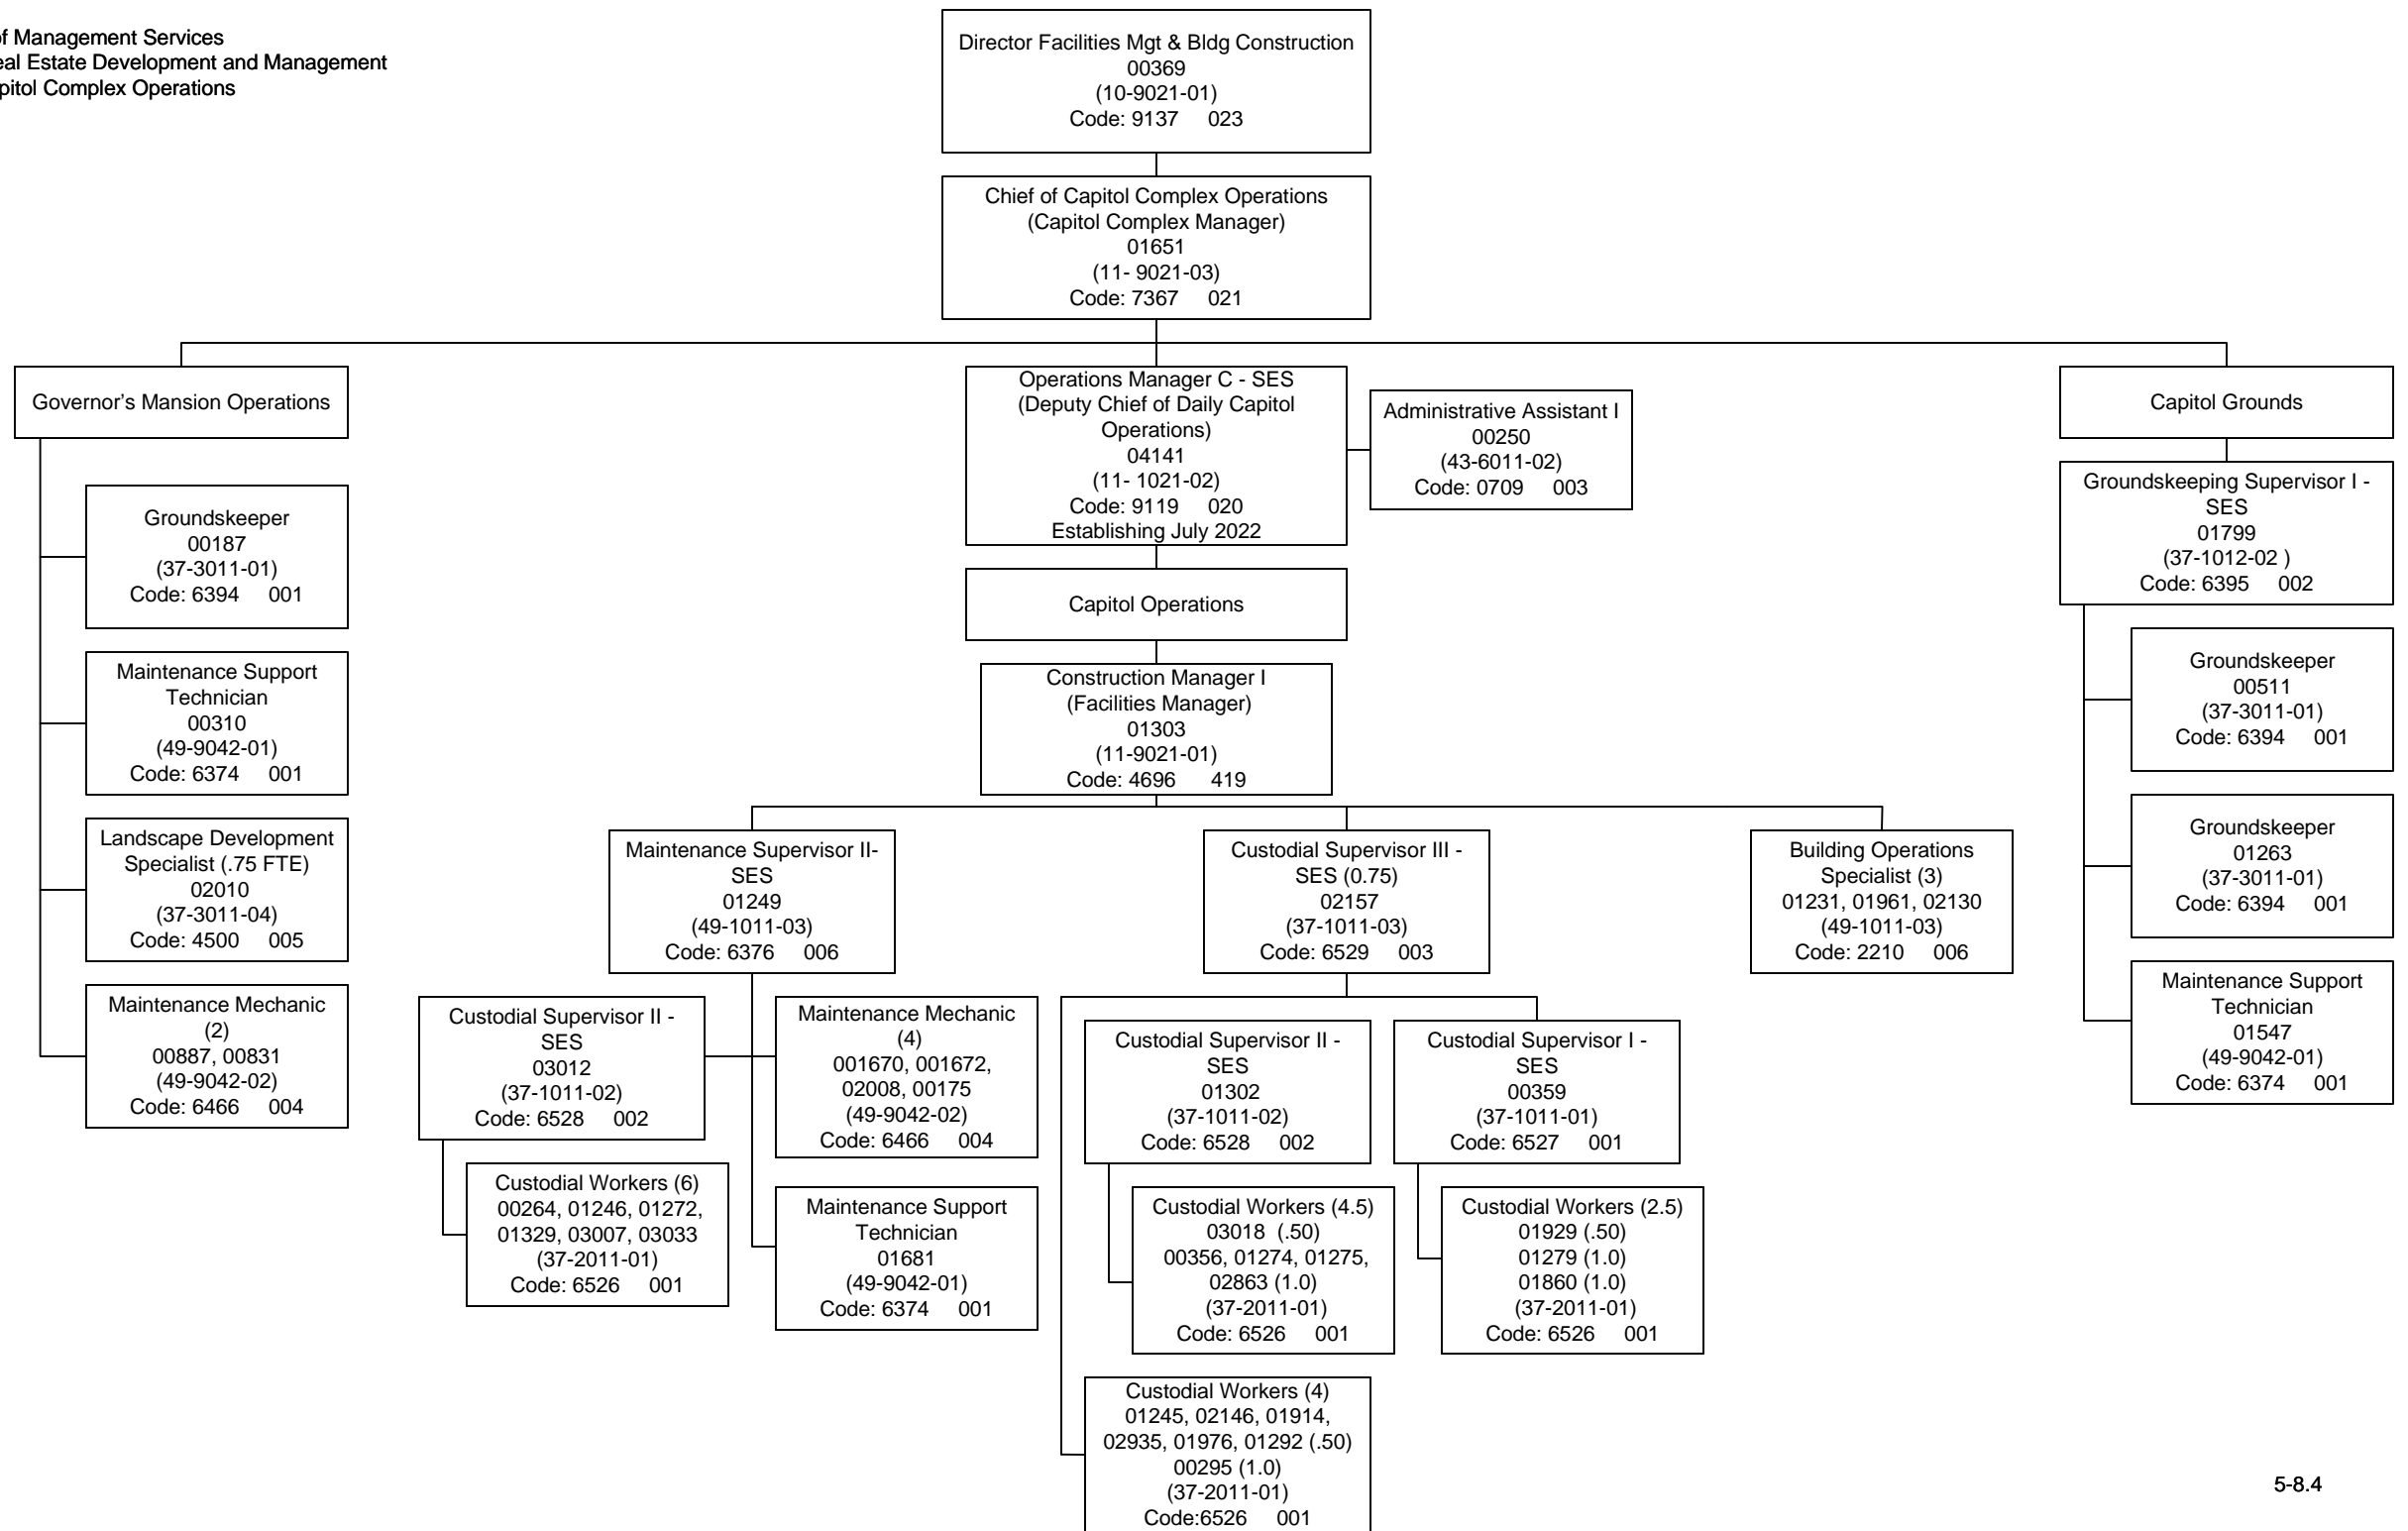 of Management Services
eal Estate Development and Management
pitol Complex Operations
Director Facilities Mgt & Bldg Construction
00369
(10-9021-01)
Code: 9137 023
Chief of Capitol Complex Operations
(Capitol Complex Manager)
01651
(11- 9021-03)
Code: 7367 021
Governor's Mansion Operations
Groundskeeper
00187
(37-3011-01)
Code: 6394 001
Maintenance Support
Technician
00310
(49-9042-01)
Code: 6374 001
Landscape Development
Specialist (.75 FTE)
02010
(37-3011-04)
Code: 4500 005
Maintenance Mechanic
(2)
00887, 00831
(49-9042-02)
Code: 6466 004
Operations Manager C - SES
(Deputy Chief of Daily Capitol
Operations)
04141
(11- 1021-02)
Code: 9119 020
Establishing July 2022
Administrative Assistant I
00250
(43-6011-02)
Code: 0709 003
Capitol Operations
Construction Manager I
(Facilities Manager)
01303
(11-9021-01)
Code: 4696 419
Maintenance Supervisor II-
SES
01249
(49-1011-03)
Code: 6376 006
Custodial Supervisor II -
SES
03012
(37-1011-02)
Code: 6528 002
Custodial Workers (6)
00264, 01246, 01272,
01329, 03007, 03033
(37-2011-01)
Code: 6526 001
Maintenance Mechanic
(4)
001670, 001672,
02008, 00175
(49-9042-02)
Code: 6466 004
Maintenance Support
Technician
01681
(49-9042-01)
Code: 6374 001
Custodial Supervisor III -
SES (0.75)
02157
(37-1011-03)
Code: 6529 003
Custodial Supervisor II -
SES
01302
(37-1011-02)
Code: 6528 002
Custodial Workers (4.5)
03018 (.50)
00356, 01274, 01275,
02863 (1.0)
(37-2011-01)
Code: 6526 001
Custodial Supervisor I -
SES
00359
(37-1011-01)
Code: 6527 001
Custodial Workers (2.5)
01929 (.50)
01279 (1.0)
01860 (1.0)
(37-2011-01)
Code: 6526 001
Custodial Workers (4)
01245, 02146, 01914,
02935, 01976, 01292 (.50)
00295 (1.0)
(37-2011-01)
Code:6526 001
Building Operations
Specialist (3)
01231, 01961, 02130
(49-1011-03)
Code: 2210 006
Capitol Grounds
Groundskeeping Supervisor I -
SES
01799
(37-1012-02 )
Code: 6395 002
Groundskeeper
00511
(37-3011-01)
Code: 6394 001
Groundskeeper
01263
(37-3011-01)
Code: 6394 001
Maintenance Support
Technician
01547
(49-9042-01)
Code: 6374 001
5-8.4